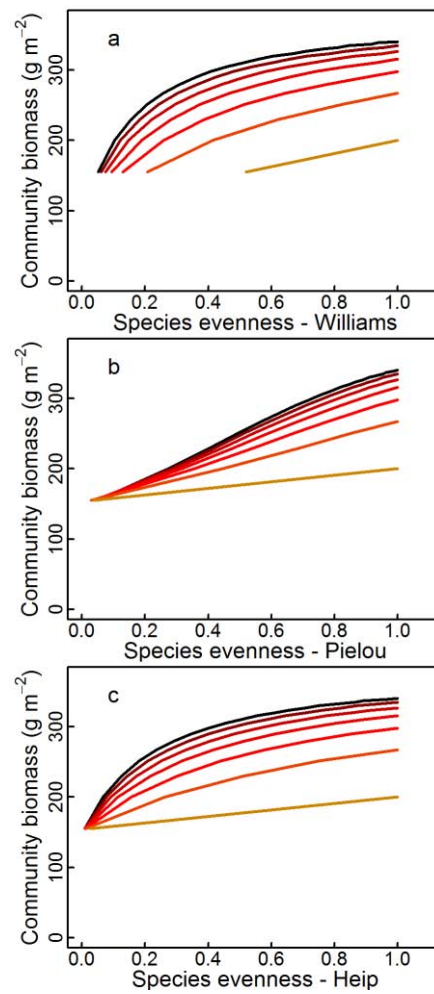 a
Community biomass (g m⁻²)
300
200
100
0
0.0 0.2 0.4 0.6 0.8 1.0
Species evenness - Williams
b
Community biomass (g m⁻²)
300
200
100
0
0.0 0.2 0.4 0.6 0.8 1.0
Species evenness - Pielou
c
Community biomass (g m⁻²)
300
200
100
0
0.0 0.2 0.4 0.6 0.8 1.0
Species evenness - Heip